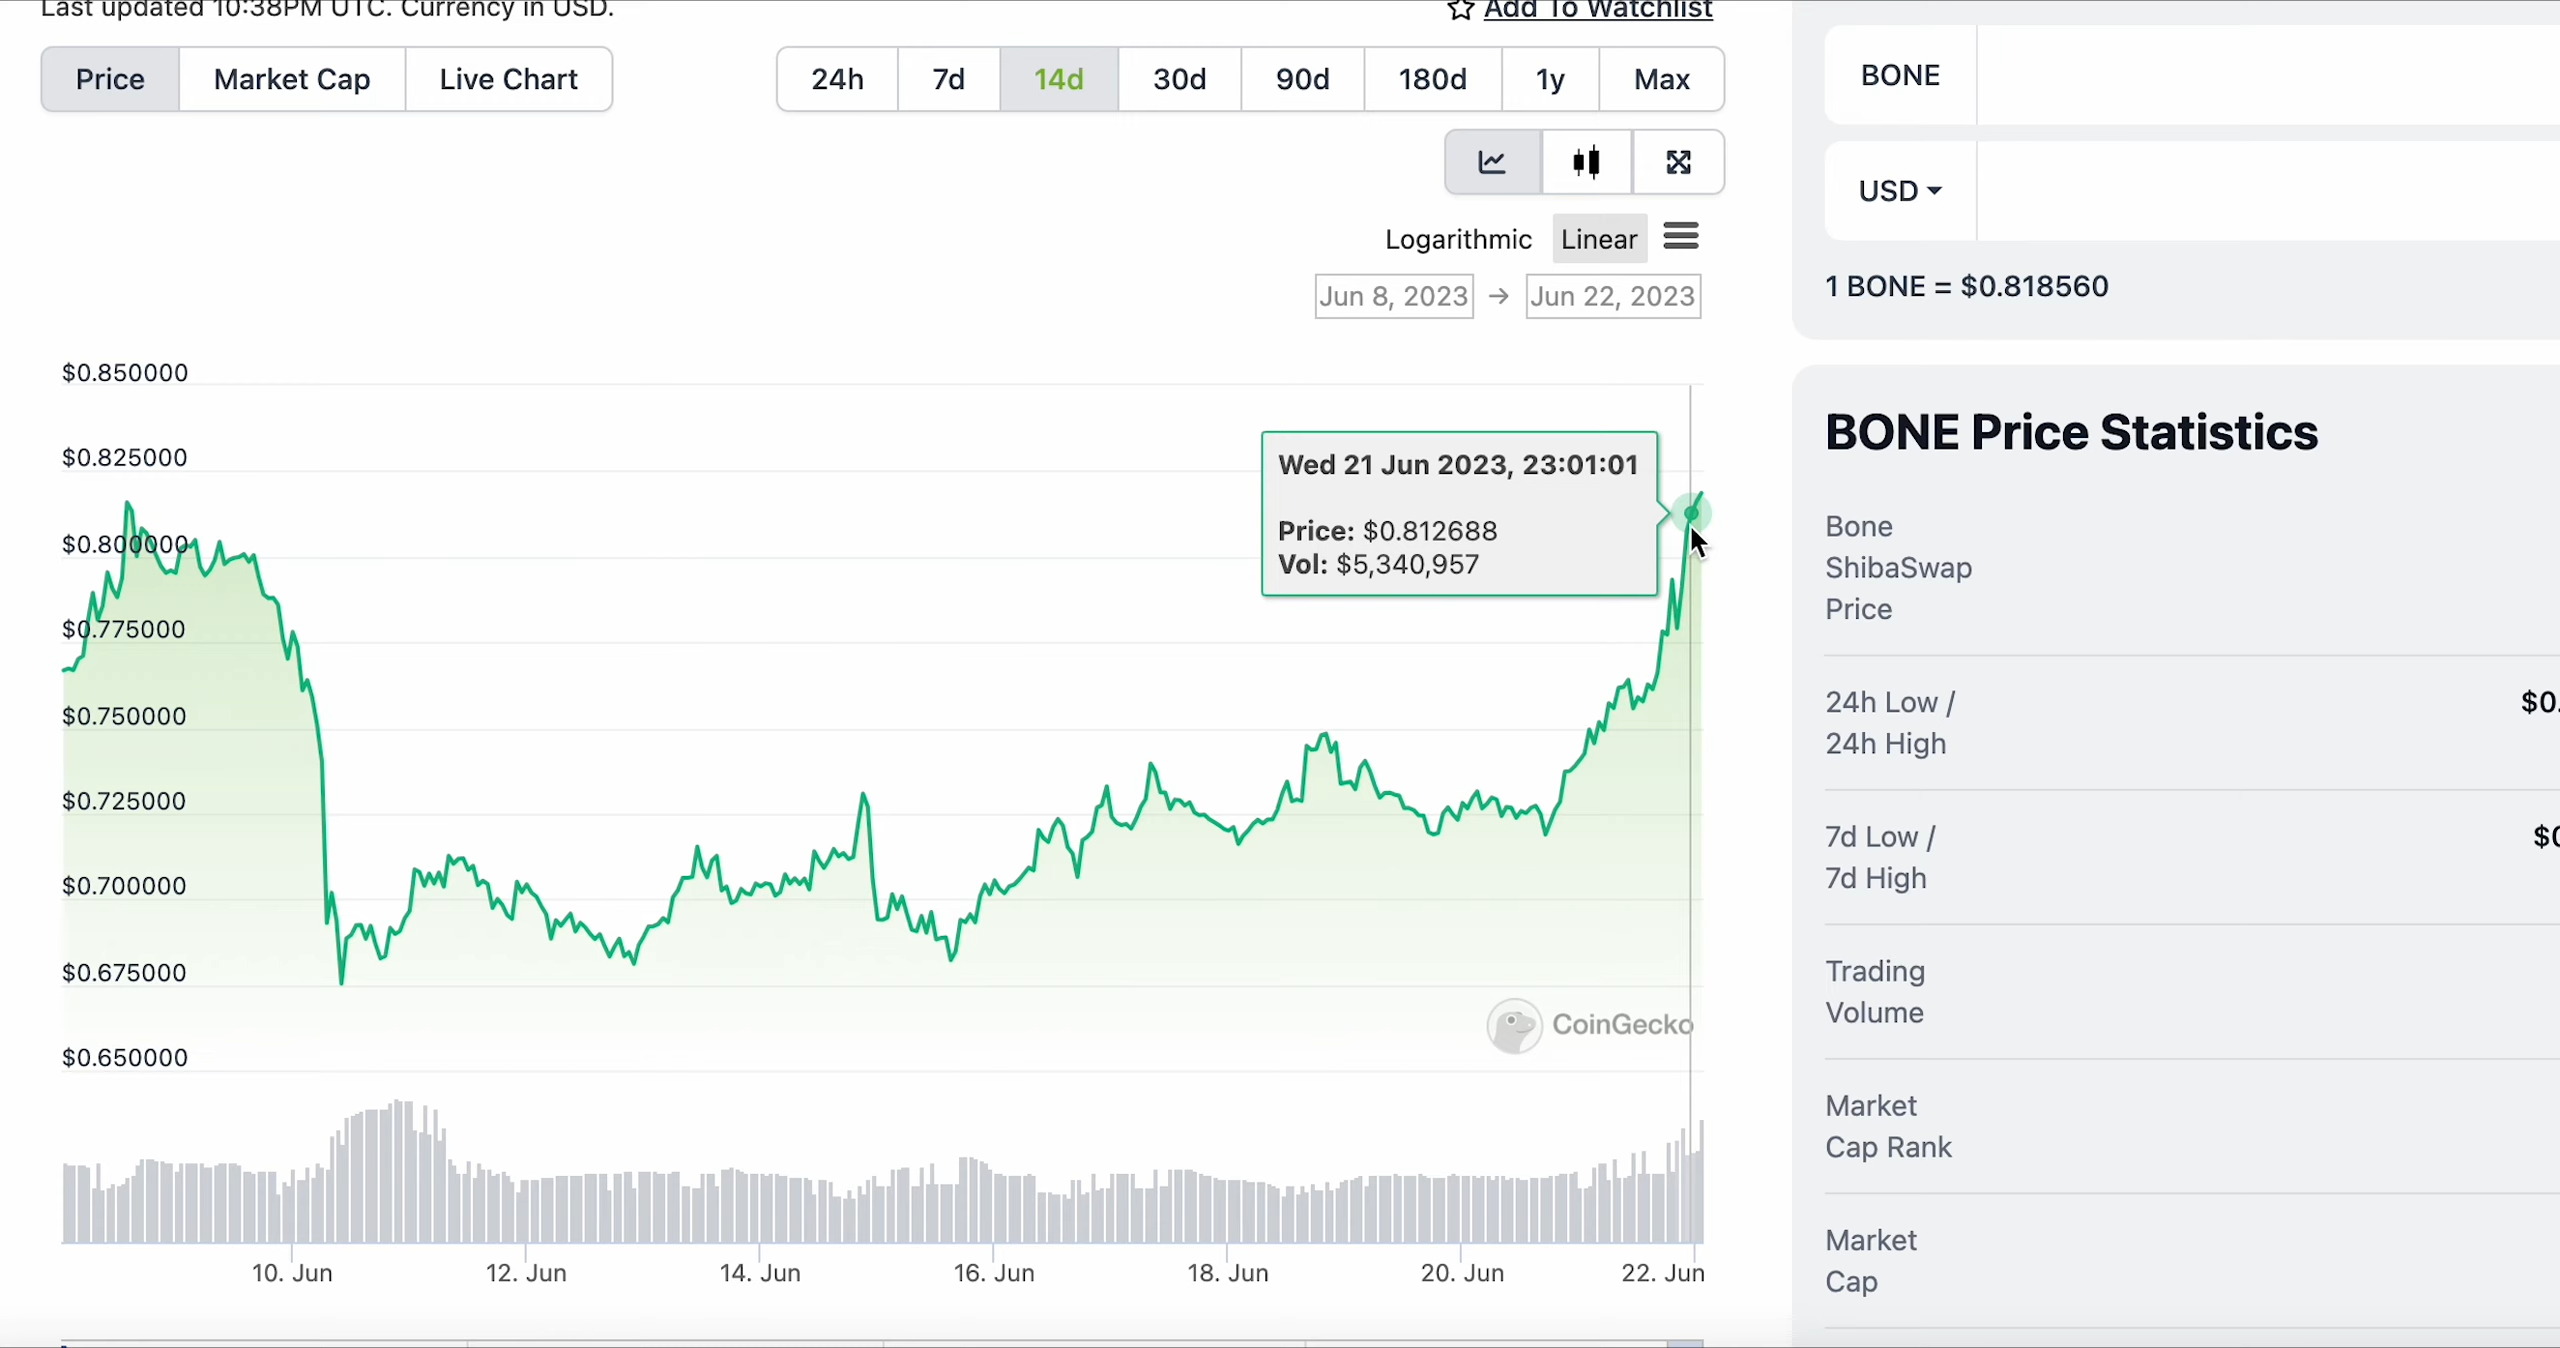 Last updated 10:38PM UTC. Currency in USD.
Add To Watchlist
Price
Market Cap
Live Chart
24h
7d
14d
30d
90d
180d
1y
Max
Logarithmic
Linear
Jun 8, 2023 → Jun 22, 2023
$0.850000
$0.825000
$0.800000
$0.775000
$0.750000
$0.725000
$0.700000
$0.675000
$0.650000
Wed 21 Jun 2023, 23:01:01
Price: $0.812688
Vol: $5,340,957
CoinGecko
10. Jun
12. Jun
14. Jun
16. Jun
18. Jun
20. Jun
22. Jun
BONE
USD
1 BONE = $0.818560
BONE Price Statistics
Bone
ShibaSwap
Price
24h Low /
24h High
$0.
7d Low /
7d High
$0
Trading
Volume
Market
Cap Rank
Market
Cap